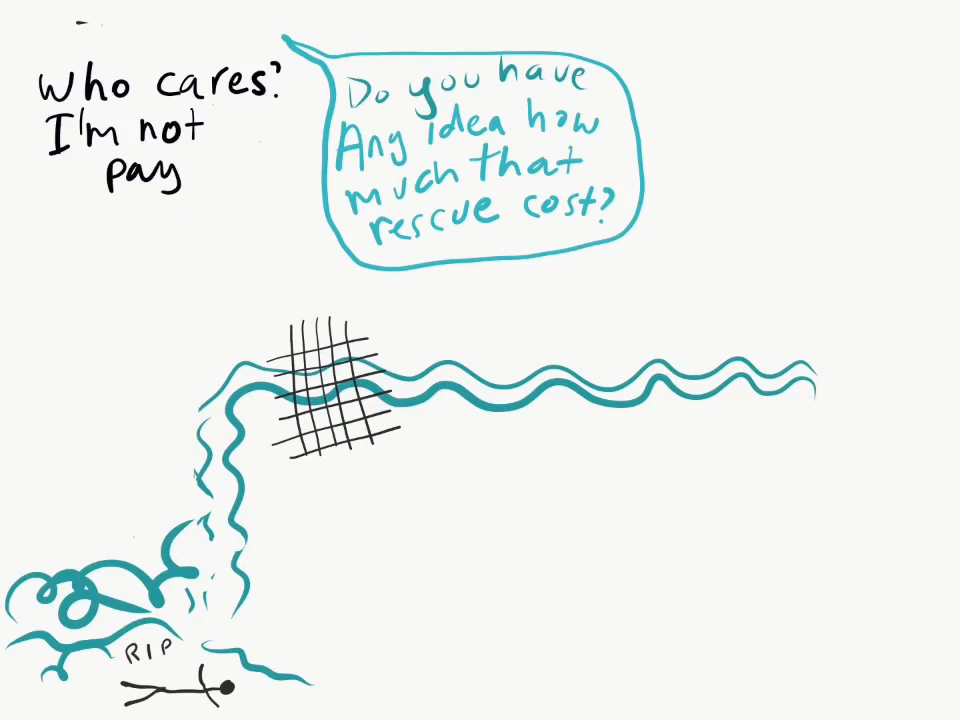 Who cares?
I'm not
pay
Do you have
Any idea how
much that
rescue cost?
RIP